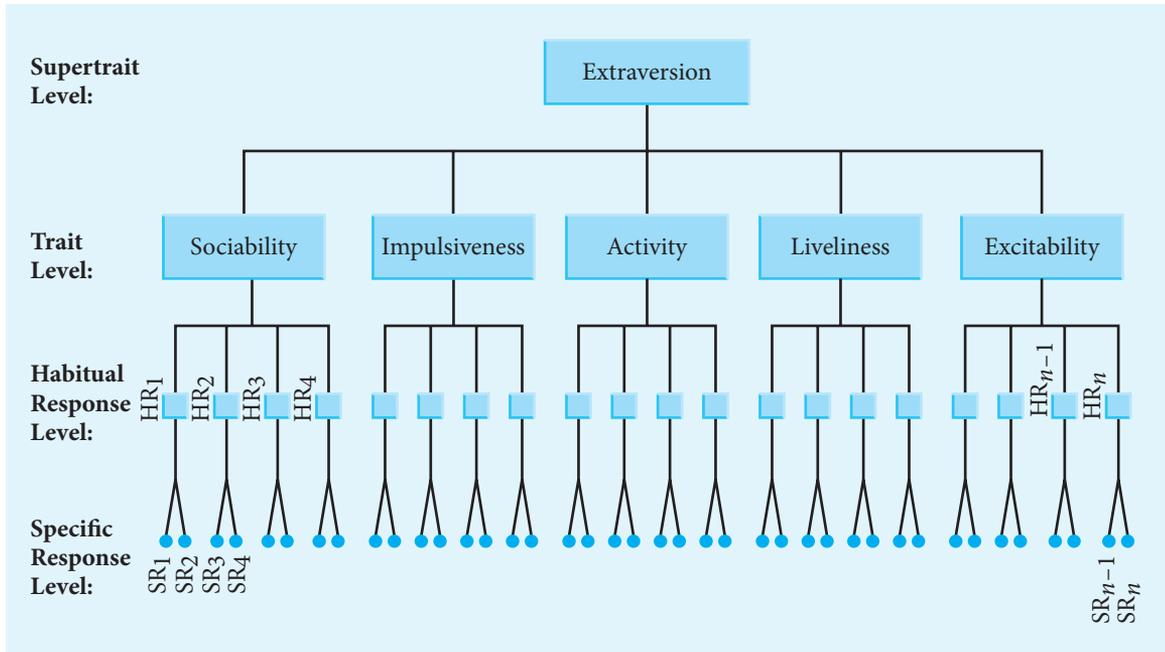 Supertrait
Level:
Extraversion
Trait
Level:
Sociability
Impulsiveness
Activity
Liveliness
Excitability
Habitual
Response
Level:
HR1
HR2
HR3
HR4
HRn–1
HRn
Specific
Response
Level:
SR1
SR2
SR3
SR4
SRn–1
SRn